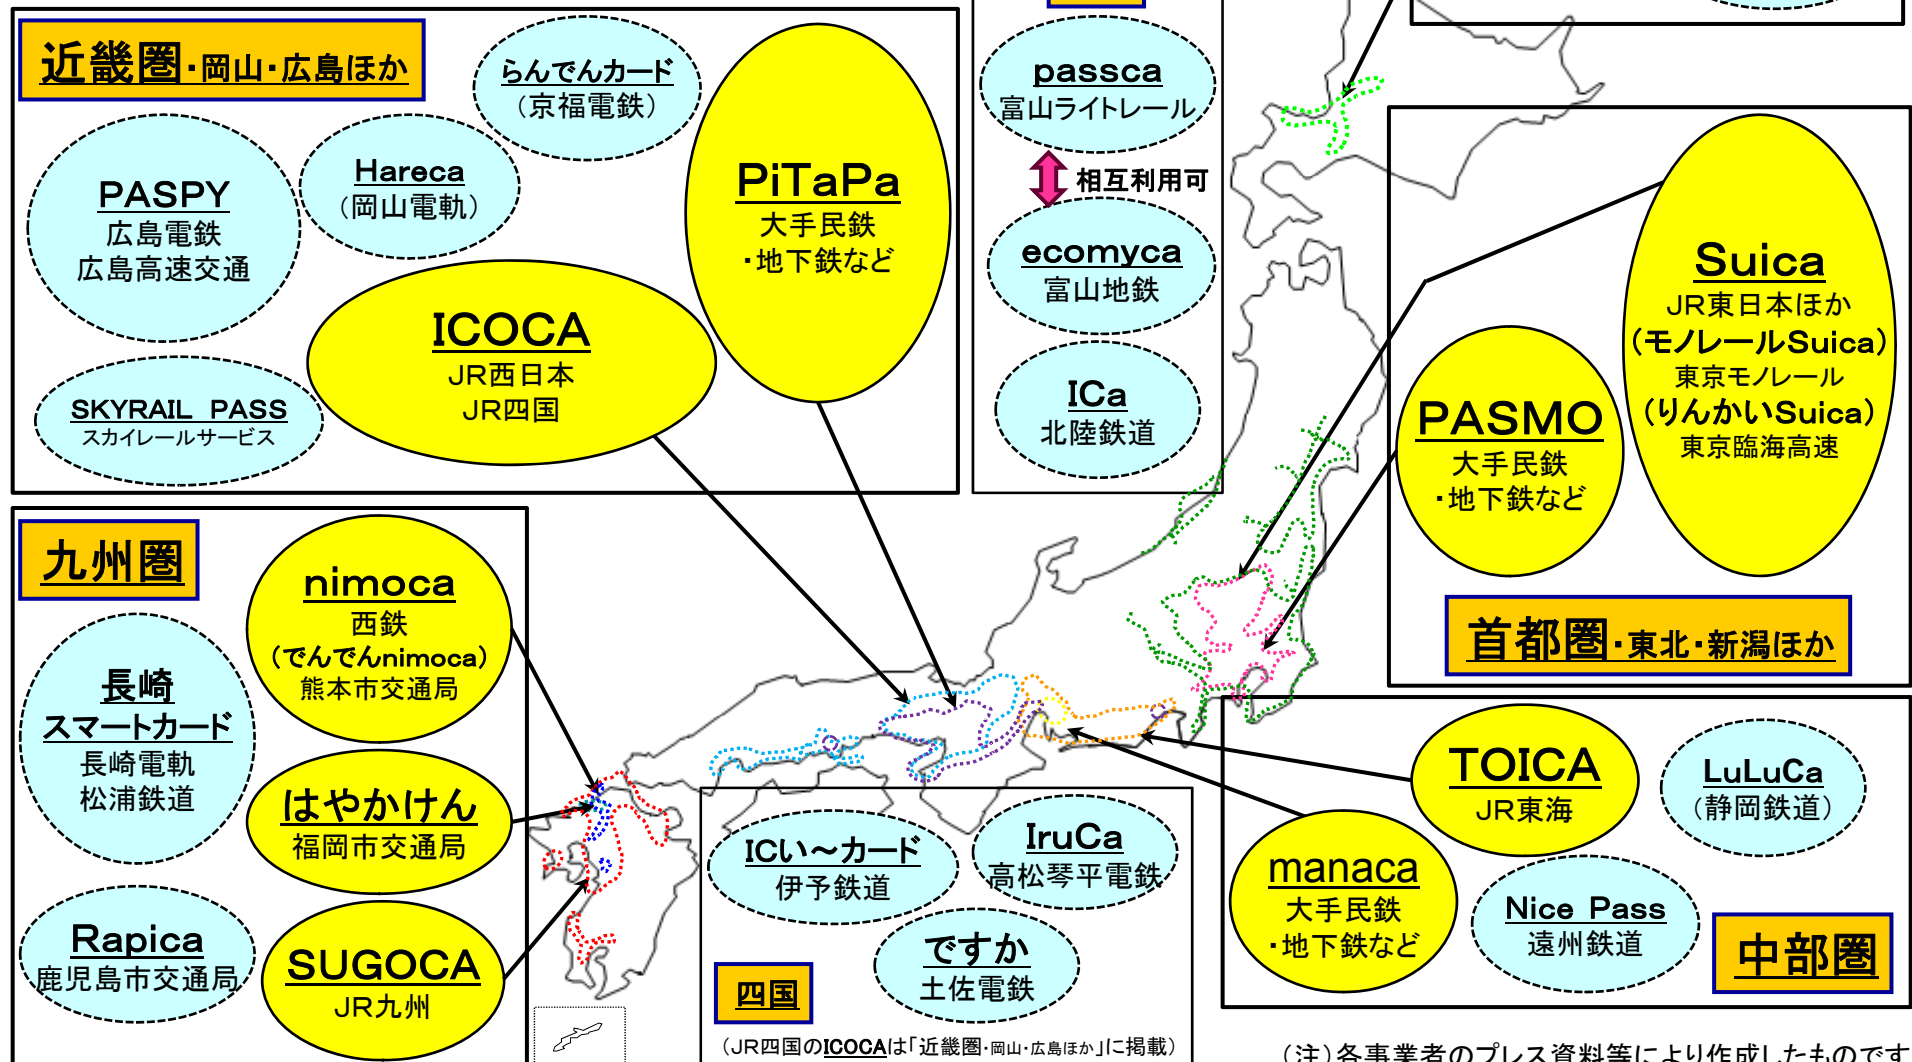 近畿圏・岡山・広島ほか
らんでんカード
（京福電鉄）
Hareca
（岡山電軌）
PASPY
広島電鉄
広島高速交通
PiTaPa
大手民鉄
・地下鉄など
ICOCA
JR西日本
JR四国
SKYRAIL PASS
スカイレールサービス
passca
富山ライトレール
相互利用可
ecomyca
富山地鉄
ICa
北陸鉄道
Suica
JR東日本ほか
(モノレールSuica)
東京モノレール
(りんかいSuica)
東京臨海高速
PASMO
大手民鉄
・地下鉄など
首都圏・東北・新潟ほか
九州圏
nimoca
西鉄
(でんでんnimoca)
熊本市交通局
長崎
スマートカード
長崎電軌
松浦鉄道
はやかけん
福岡市交通局
Rapica
鹿児島市交通局
SUGOCA
JR九州
ICい～カード
伊予鉄道
IruCa
高松琴平電鉄
ですか
土佐電鉄
四国
(JR四国のICOCAは「近畿圏・岡山・広島ほか」に掲載)
TOICA
JR東海
LuLuCa
(静岡鉄道)
manaca
大手民鉄
・地下鉄など
Nice Pass
遠州鉄道
中部圏
(注)各事業者のプレス資料等により作成したものです